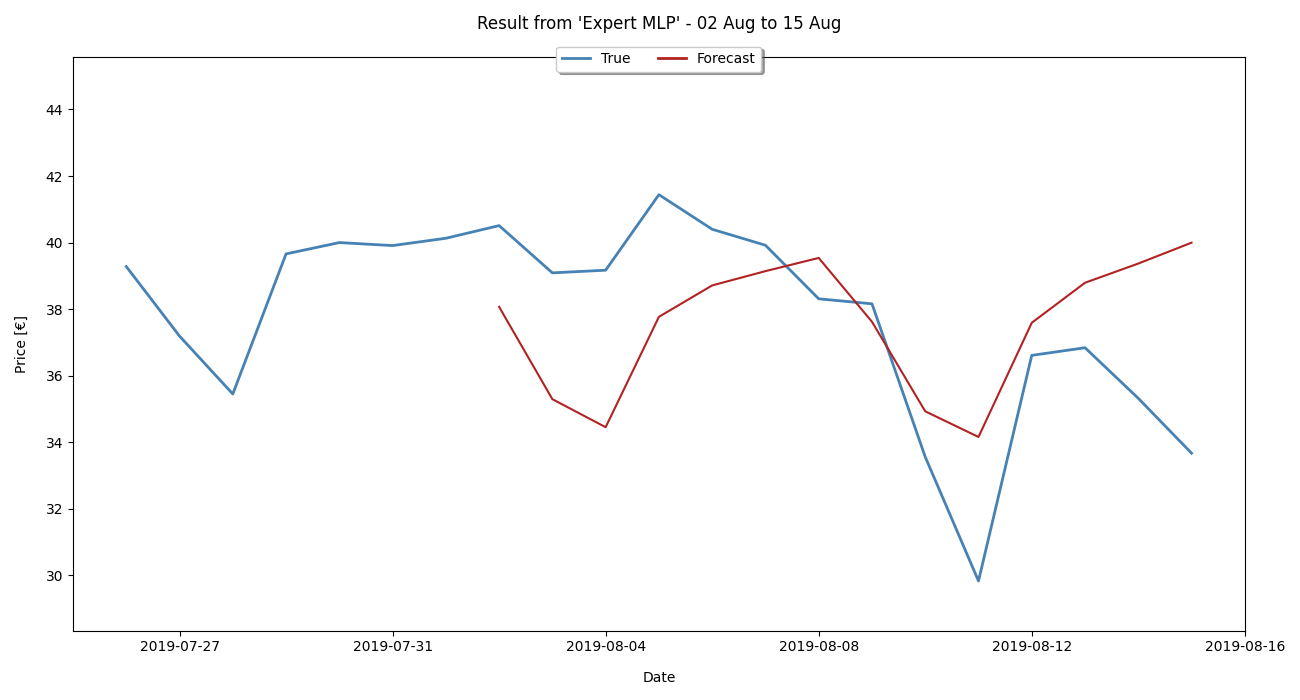 Result from 'Expert MLP' - 02 Aug to 15 Aug
True Forecast
44
42
40
38
36
34
32
30
Price [€]
2019-07-27 2019-07-31 2019-08-04 2019-08-08 2019-08-12 2019-08-16
Date